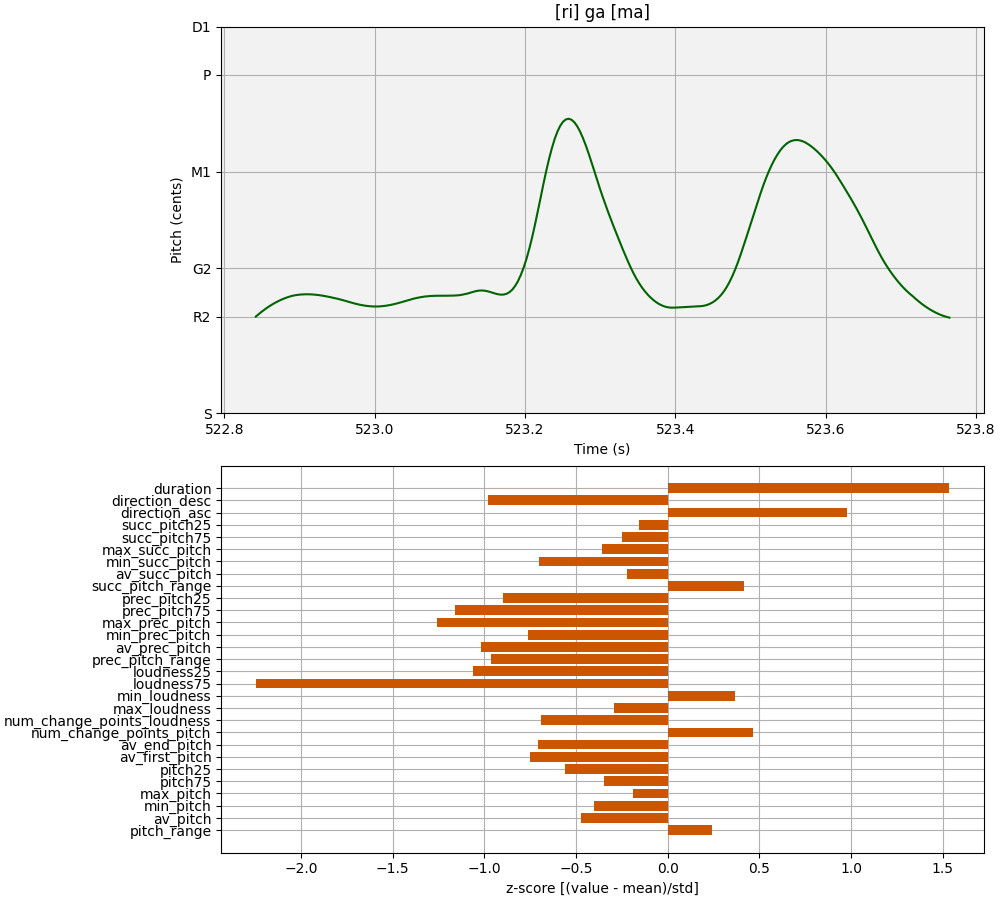 [ri] ga [ma]
D1
P
M1
G2
R2
S
Pitch (cents)
522.8 523.0 523.2 523.4 523.6 523.8
Time (s)
duration
direction_desc
direction_asc
succ_pitch25
succ_pitch75
max_succ_pitch
min_succ_pitch
av_succ_pitch
succ_pitch_range
prec_pitch25
prec_pitch75
max_prec_pitch
min_prec_pitch
av_prec_pitch
prec_pitch_range
loudness25
loudness75
min_loudness
max_loudness
num_change_points_loudness
num_change_points_pitch
av_end_pitch
av_first_pitch
pitch25
pitch75
max_pitch
min_pitch
av_pitch
pitch_range
−2.0 −1.5 −1.0 −0.5 0.0 0.5 1.0 1.5
z-score [(value - mean)/std]